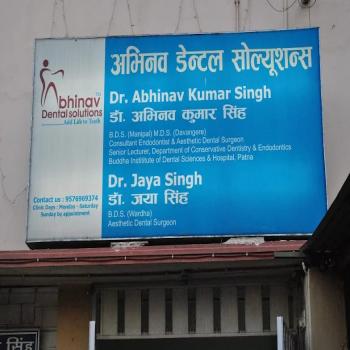 अभिनव डेन्टल सोल्यूशन्स
Abhinav
Dental solutions
Add Life to Teeth
Dr. Abhinav Kumar Singh
डॉ. अभिनव कुमार सिंह
B.D.S. (Manipal) M.D.S. (Davangere)
Consultant Endodontist & Aesthetic Dental Surgeon
Senior Lecturer, Department of Conservative Dentistry & Endodontics
Buddha Institiute of Dental Sciences & Hospital, Patna
Dr. Jaya Singh
डॉ. जया सिंह
B.D.S. (Wardha)
Aesthetic Dental Surgeon
Contact us : 9576969374
Clinic Days : Monday - Saturday
Sunday by appointment
सिंह